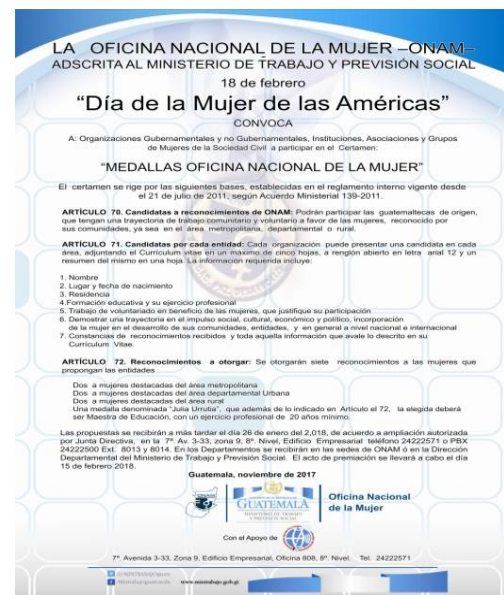 LA OFICINA NACIONAL DE LA MUJER –ONAM–
ADSCRITA AL MINISTERIO DE TRABAJO Y PREVISIÓN SOCIAL
18 de febrero
“Día de la Mujer de las Américas”
CONVOCA
A: Organizaciones Gubernamentales y no Gubernamentales, Instituciones, Asociaciones y Grupos
de Mujeres de la Sociedad Civil a participar en el Certamen:
“MEDALLAS OFICINA NACIONAL DE LA MUJER”
El certamen se rige por las siguientes bases, establecidas en el reglamento interno vigente desde
el 21 de julio de 2011, según Acuerdo Ministerial 139-2011.
ARTÍCULO 70. Candidatas a reconocimientos de ONAM: Podrán participar las guatemaltecas de origen,
que tengan una trayectoria de trabajo comunitario y voluntario a favor de las mujeres, reconocido por
sus comunidades, ya sea en el área metropolitana, departamental o rural.
ARTÍCULO 71. Candidatas por cada entidad: Cada organización puede presentar una candidata en cada
área, adjuntando el Curriculum vitae en un máximo de cinco hojas, a renglón abierto en letra arial 12 y un
resumen del mismo en una hoja. La información requerida incluye:
1. Nombre
2. Lugar y fecha de nacimiento
3. Residencia
4.Formación educativa y su ejercicio profesional
5. Trabajo de voluntariado en beneficio de las mujeres, que justifique su participación
6. Demostrar una trayectoria en el impulso social, cultural, económico y político, incorporación
de la mujer en el desarrollo de sus comunidades, entidades, y en general a nivel nacional e internacional
7. Constancias de reconocimientos recibidos y toda aquella información que avale lo descrito en su
Curriculum Vitae.
ARTÍCULO 72. Reconocimientos a otorgar: Se otorgarán siete reconocimientos a las mujeres que
propongan las entidades
Dos a mujeres destacadas del área metropolitana
Dos a mujeres destacadas del área departamental Urbana
Dos a mujeres destacadas del área rural
Una medalla denominada “Julia Urrutia”, que además de lo indicado en Artículo el 72, la elegida deberá
ser Maestra de Educación, con un ejercicio profesional de 20 años mínimo.
Las propuestas se recibirán a más tardar el día 26 de enero del 2,018, de acuerdo a ampliación autorizada
por Junta Directiva, en la 7ª. Av. 3-33, zona 9, 8º. Nivel, Edificio Empresarial teléfono 24222571 o PBX
24222500 Ext. 8013 y 8014. En los Departamentos se recibirán en las sedes de ONAM ó en la Dirección
Departamental del Ministerio de Trabajo y Previsión Social. El acto de premiación se llevará a cabo el día
15 de febrero 2018.
Guatemala, noviembre de 2017
GUATEMALA
MINISTERIO DE TRABAJO
Y PREVISIÓN SOCIAL
Oficina Nacional
de la Mujer
Con el Apoyo de
7ª. Avenida 3-33, Zona 9, Edificio Empresarial, Oficina 808, 8º. Nivel. Tel. 24222571
www.mintrabajo.gob.gt